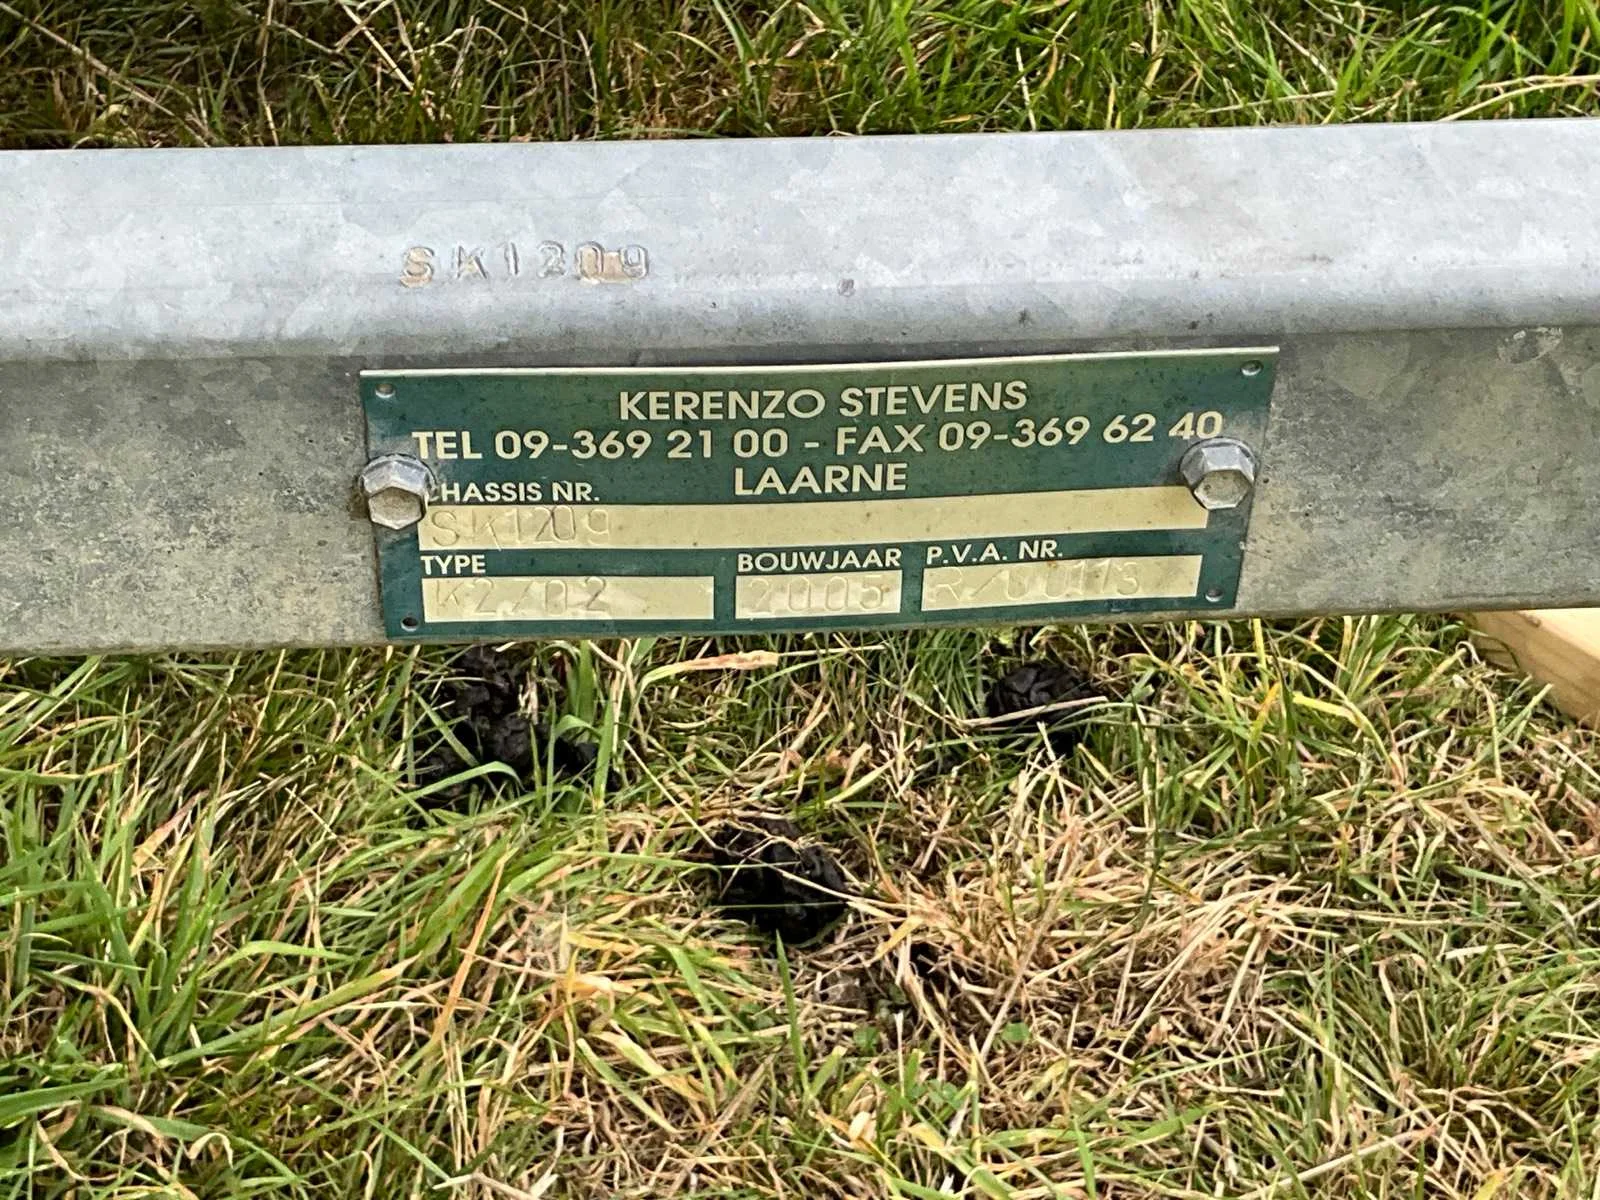 SK1209
KERENZO STEVENS
TEL 09-369 21 00 - FAX 09-369 62 40
LAARNE
CHASSIS NR.
SK1209
TYPE BOUWJAAR P.V.A. NR.
K2702 2005 R/00113